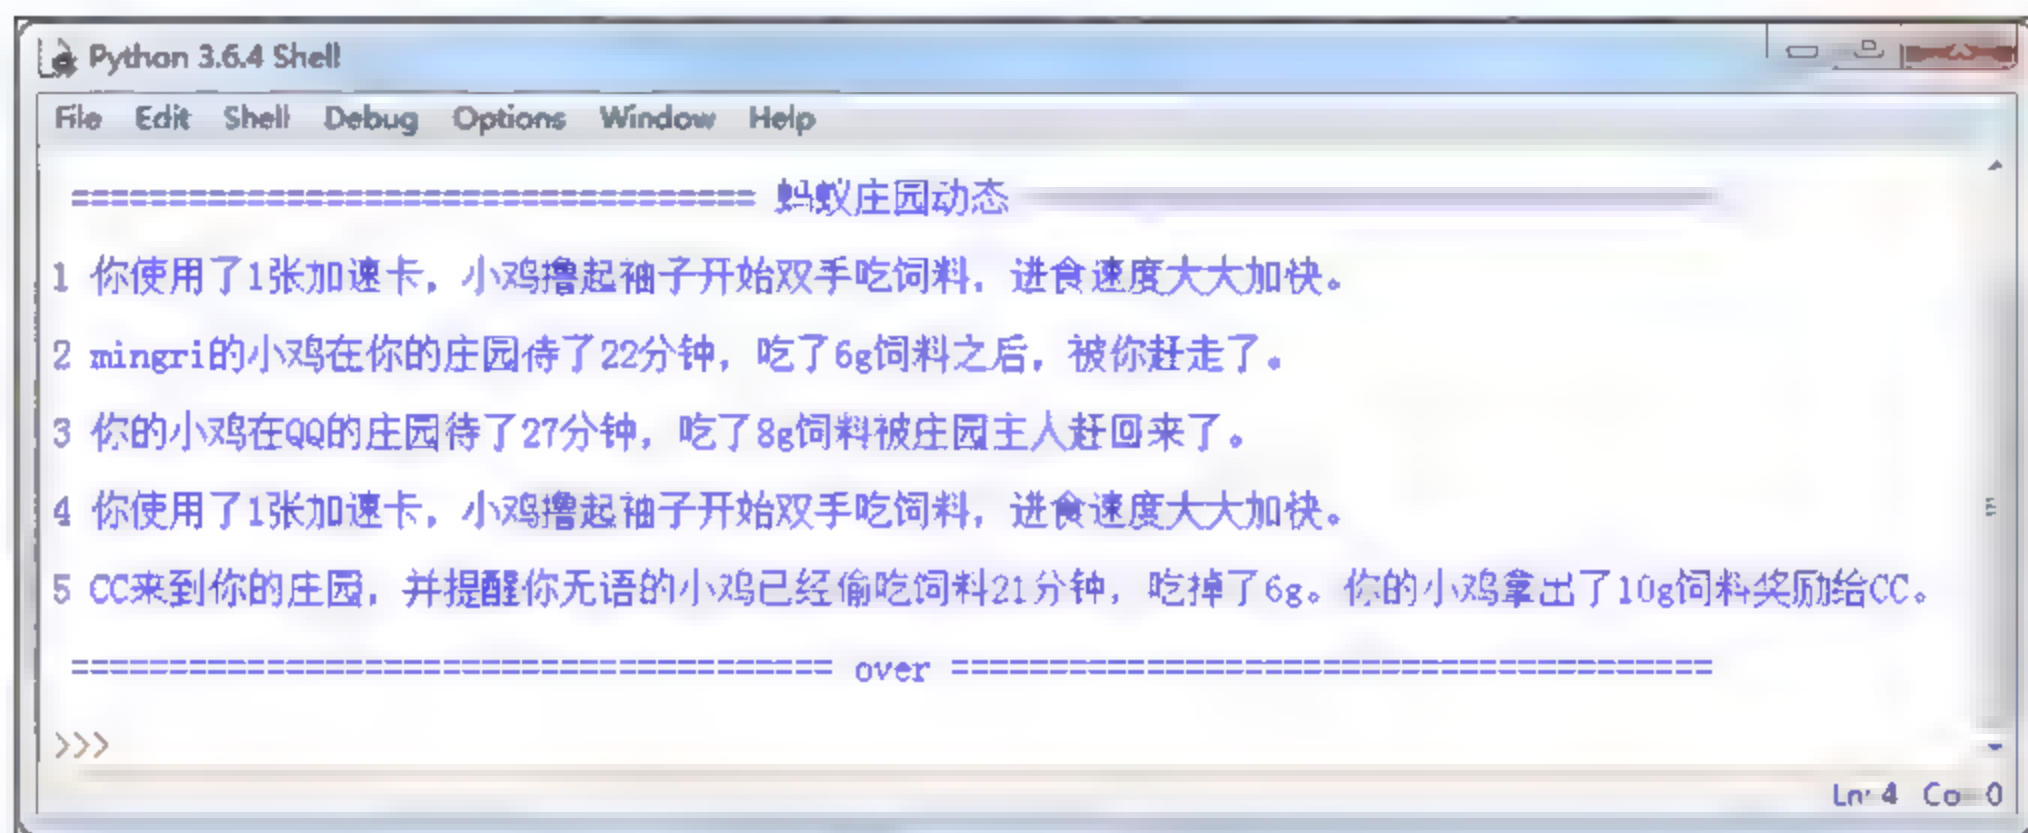 Python 3.6.4 Shell
File Edit Shell Debug Options Window Help
=================================== 蚂蚁庄园动态 ===================================
1 你使用了1张加速卡，小鸡撸起袖子开始双手吃饲料，进食速度大大加快。
2 mingri的小鸡在你的庄园待了22分钟，吃了6g饲料之后，被你赶走了。
3 你的小鸡在QQ的庄园待了27分钟，吃了8g饲料被庄园主人赶回来了。
4 你使用了1张加速卡，小鸡撸起袖子开始双手吃饲料，进食速度大大加快。
5 CC来到你的庄园，并提醒你无语的小鸡已经偷吃饲料21分钟，吃掉了6g。你的小鸡拿出了10g饲料奖励给CC。
======================================= over =======================================
>>>
Ln: 4 Col: 0